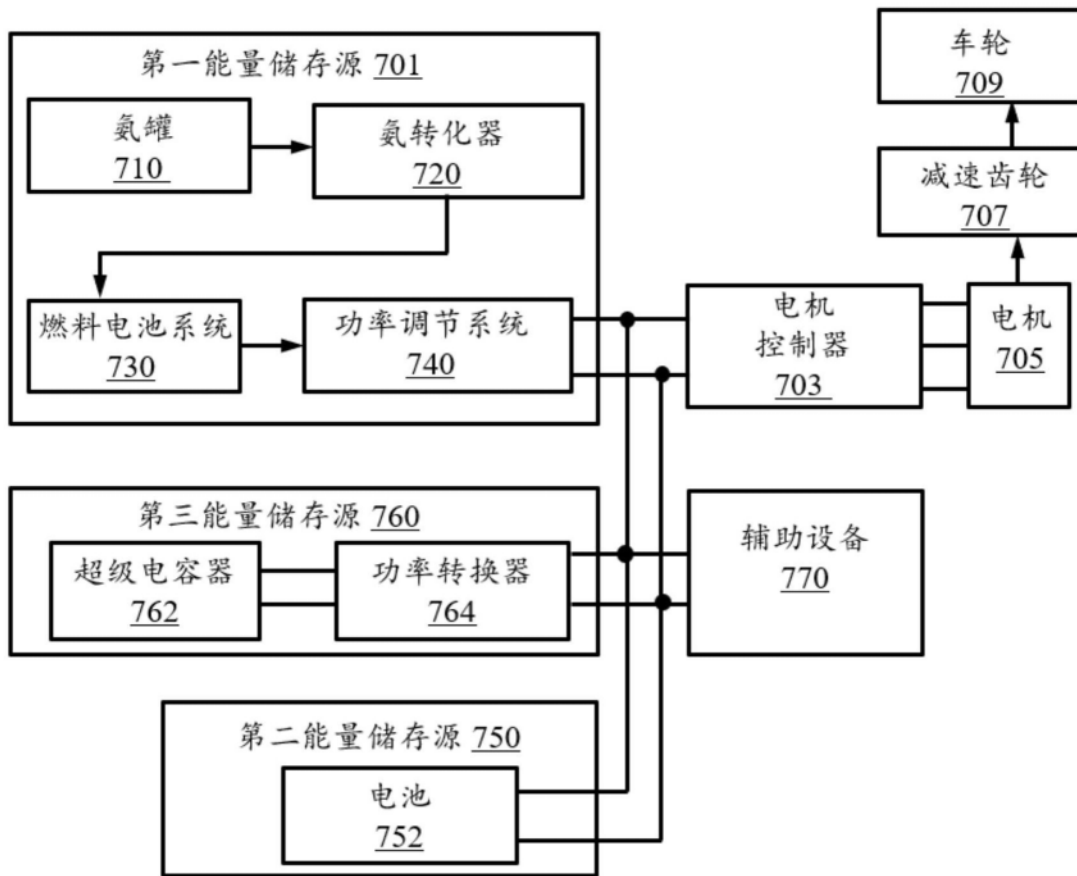 第一能量储存源 701
氨罐
710
氨转化器
720
燃料电池系统
730
功率调节系统
740
车轮
709
减速齿轮
707
电机
控制器
703
电机
705
第三能量储存源 760
超级电容器
762
功率转换器
764
辅助设备
770
第二能量储存源 750
电池
752